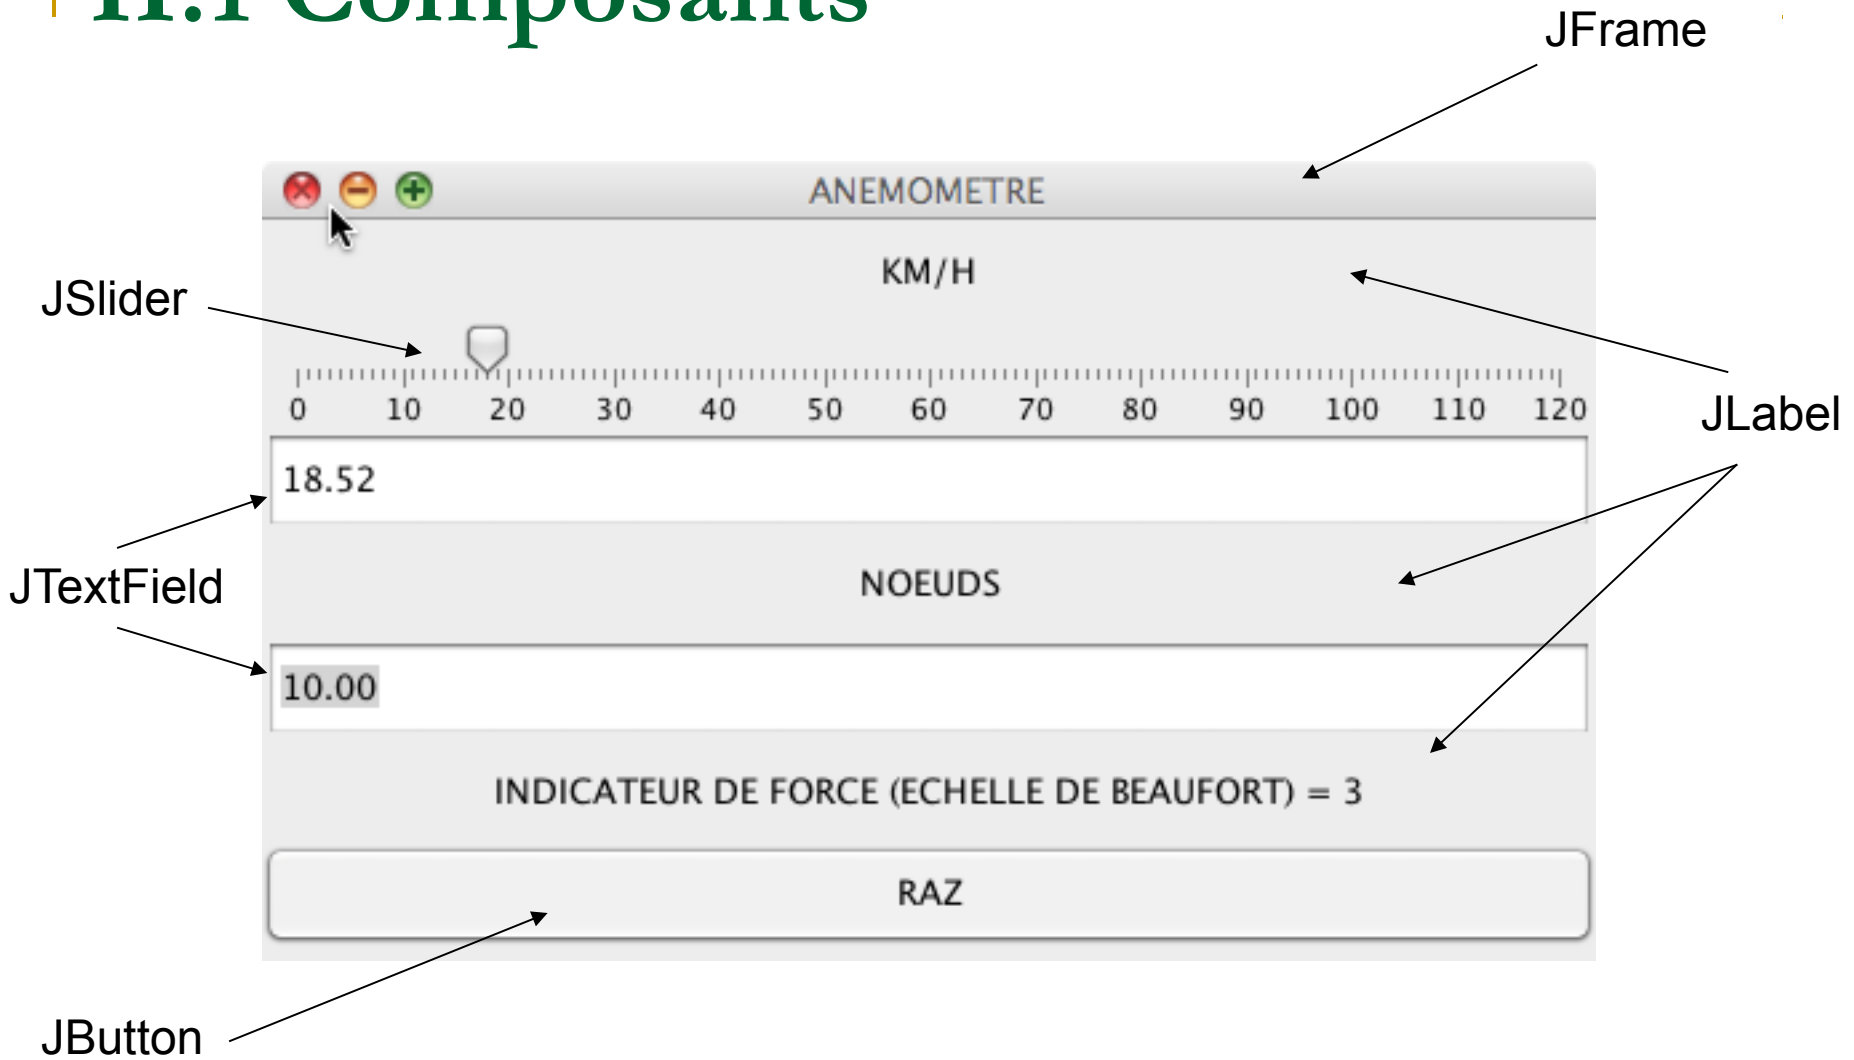 II.1 Composants
JFrame
ANEMOMETRE
KM/H
JSlider
0 10 20 30 40 50 60 70 80 90 100 110 120
JLabel
18.52
JTextField
NOEUDS
10.00
INDICATEUR DE FORCE (ECHELLE DE BEAUFORT) = 3
RAZ
JButton